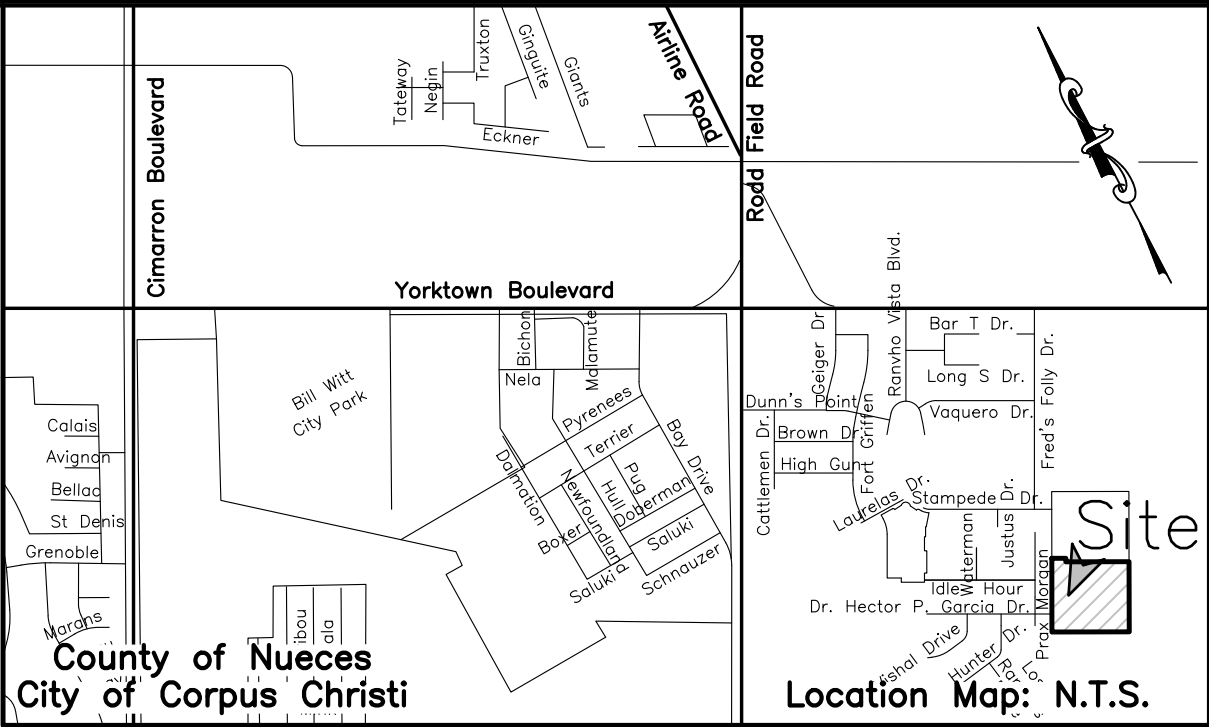 Cimarron Boulevard
Tateway
Negin
Truxton
Ginguite
Giants
Eckner
Airline Road
Rodd Field Road
Yorktown Boulevard
Calais
Avignon
Bellac
St Denis
Grenoble
Marans
Bill Witt
City Park
Bichon
Malamute
Nela
Pyrenees
Terrier
Bay Drive
Dalmation
Newfoundland
Hull
Pug
Doberman
Boxer
Saluki
Saluki
Schnauzer
Geiger Dr
Ranvho Vista Blvd.
Bar T Dr.
Long S Dr.
Fred's Folly Dr.
Dunn's Point
Vaquero Dr.
Cattlemen Dr.
Brown Dr.
High Gunt
Fort Griffen
Laurelas Dr.
Stampede Dr.
Justus Dr.
Waterman
Site
Idle Hour
Dr. Hector P. Garcia Dr.
Prax Morgan
Hunter Dr.
County of Nueces
City of Corpus Christi
Location Map: N.T.S.